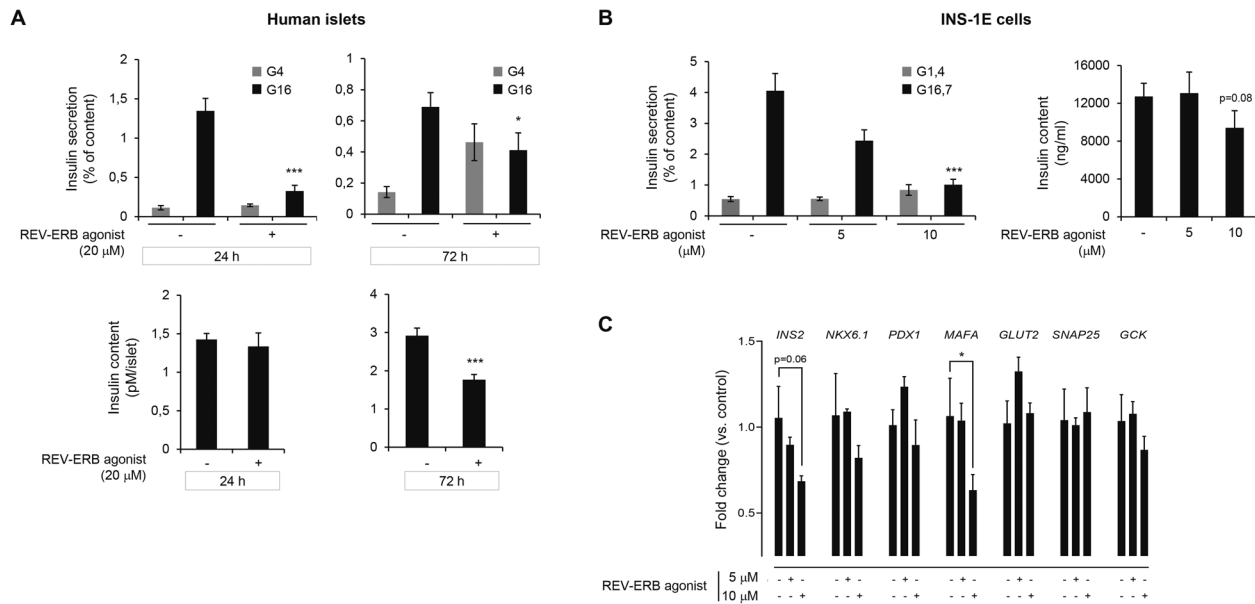 A
Human islets
Insulin secretion
(% of content)
2
1,5
1
0,5
0
G4
G16
***
REV-ERB agonist
(20 µM)
- +
24 h
1
0,8
0,6
0,4
0,2
0
G4
G16
*
- +
72 h
Insulin content
(pM/islet)
2
1,5
1
0,5
0
REV-ERB agonist
(20 µM)
- +
24 h
4
3
2
1
0
***
- +
72 h
B
INS-1E cells
Insulin secretion
(% of content)
5
4
3
2
1
0
G1,4
G16,7
***
REV-ERB agonist
(µM)
- 5 10
Insulin content
(ng/ml)
16000
12000
8000
4000
0
p=0.08
REV-ERB agonist
(µM)
- 5 10
C
INS2 NKX6.1 PDX1 MAFA GLUT2 SNAP25 GCK
Fold change (vs. control)
1.5
1.0
0.5
p=0.06
*
REV-ERB agonist
5 µM - + - - + - - + - - + - - + - - + - - + -
10 µM - - + - - + - - + - - + - - + - - + - - +